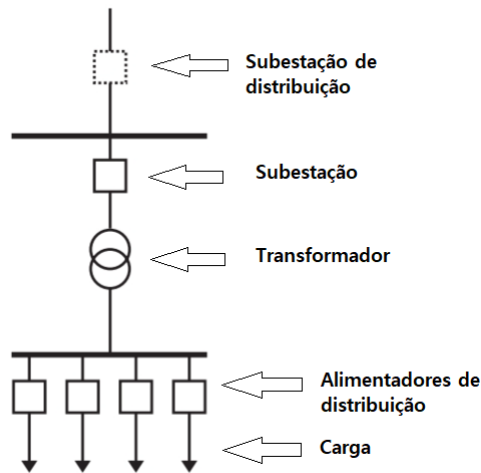 Subestação de
distribuição
Subestação
Transformador
Alimentadores de
distribuição
Carga